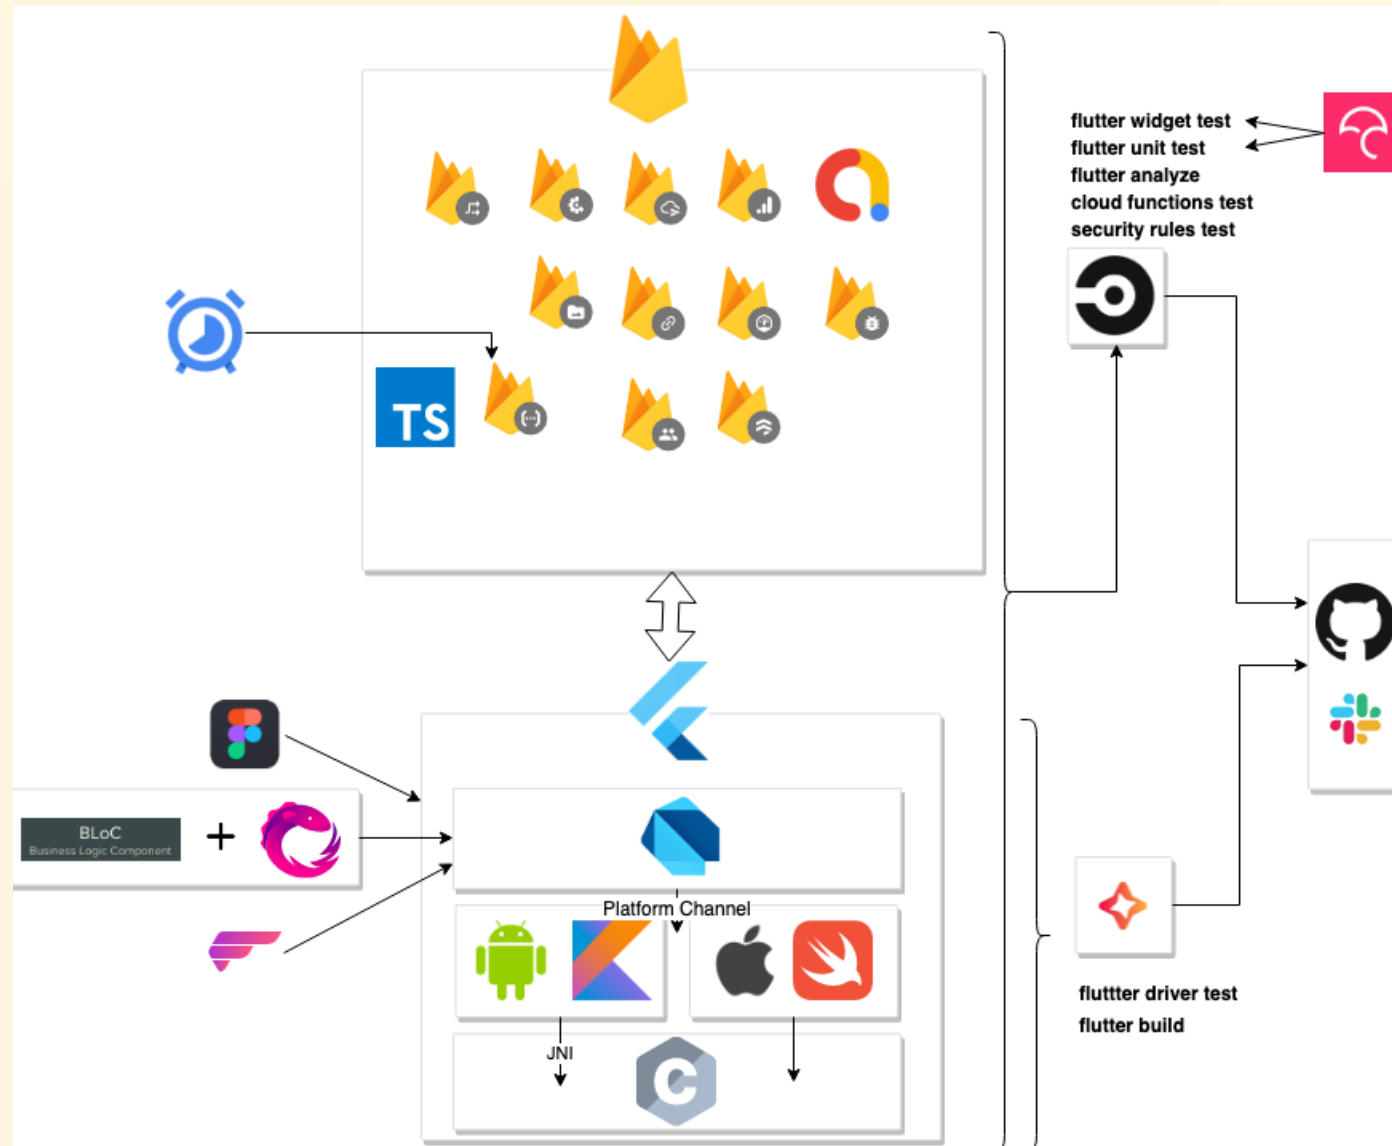 flutter widget test
flutter unit test
flutter analyze
cloud functions test
security rules test
TS
BLoC
Business Logic Component
+
Platform Channel
JNI
C
fluttter driver test
flutter build